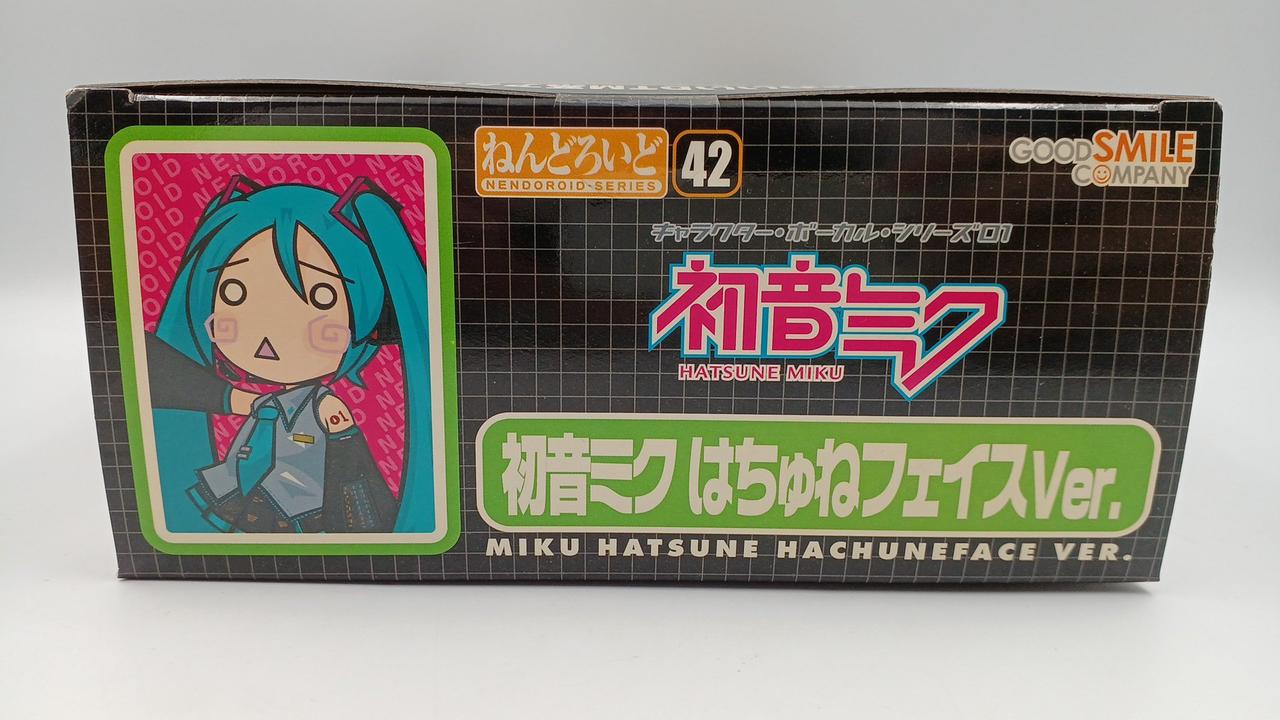 ねんどろいど
NENDOROID SERIES
42
GOOD SMILE
COMPANY
キャラクター・ボーカル・シリーズ01
初音ミク
HATSUNE MIKU
初音ミク はちゅねフェイスVer.
MIKU HATSUNE HACHUNEFACE VER.
NENDOROID
01